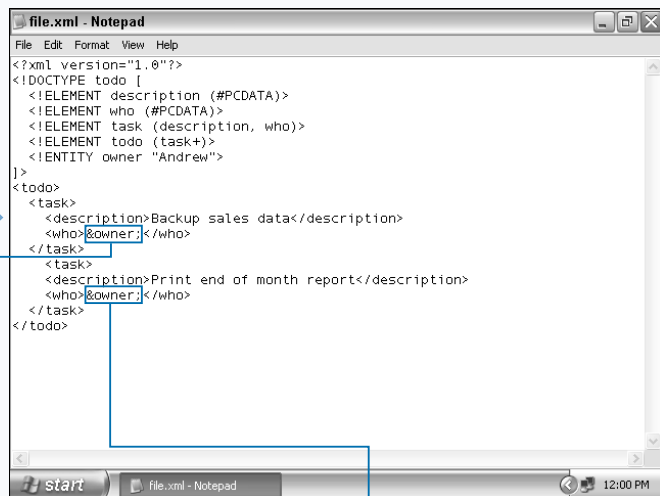 file.xml - Notepad
File Edit Format View Help
<?xml version="1.0"?>
<!DOCTYPE todo [
<!ELEMENT description (#PCDATA)>
<!ELEMENT who (#PCDATA)>
<!ELEMENT task (description, who)>
<!ELEMENT todo (task+)>
<!ENTITY owner "Andrew">
]>
<todo>
<task>
<description>Backup sales data</description>
<who>&owner;</who>
</task>
<task>
<description>Print end of month report</description>
<who>&owner;</who>
</task>
</todo>
start file.xml - Notepad 12:00 PM